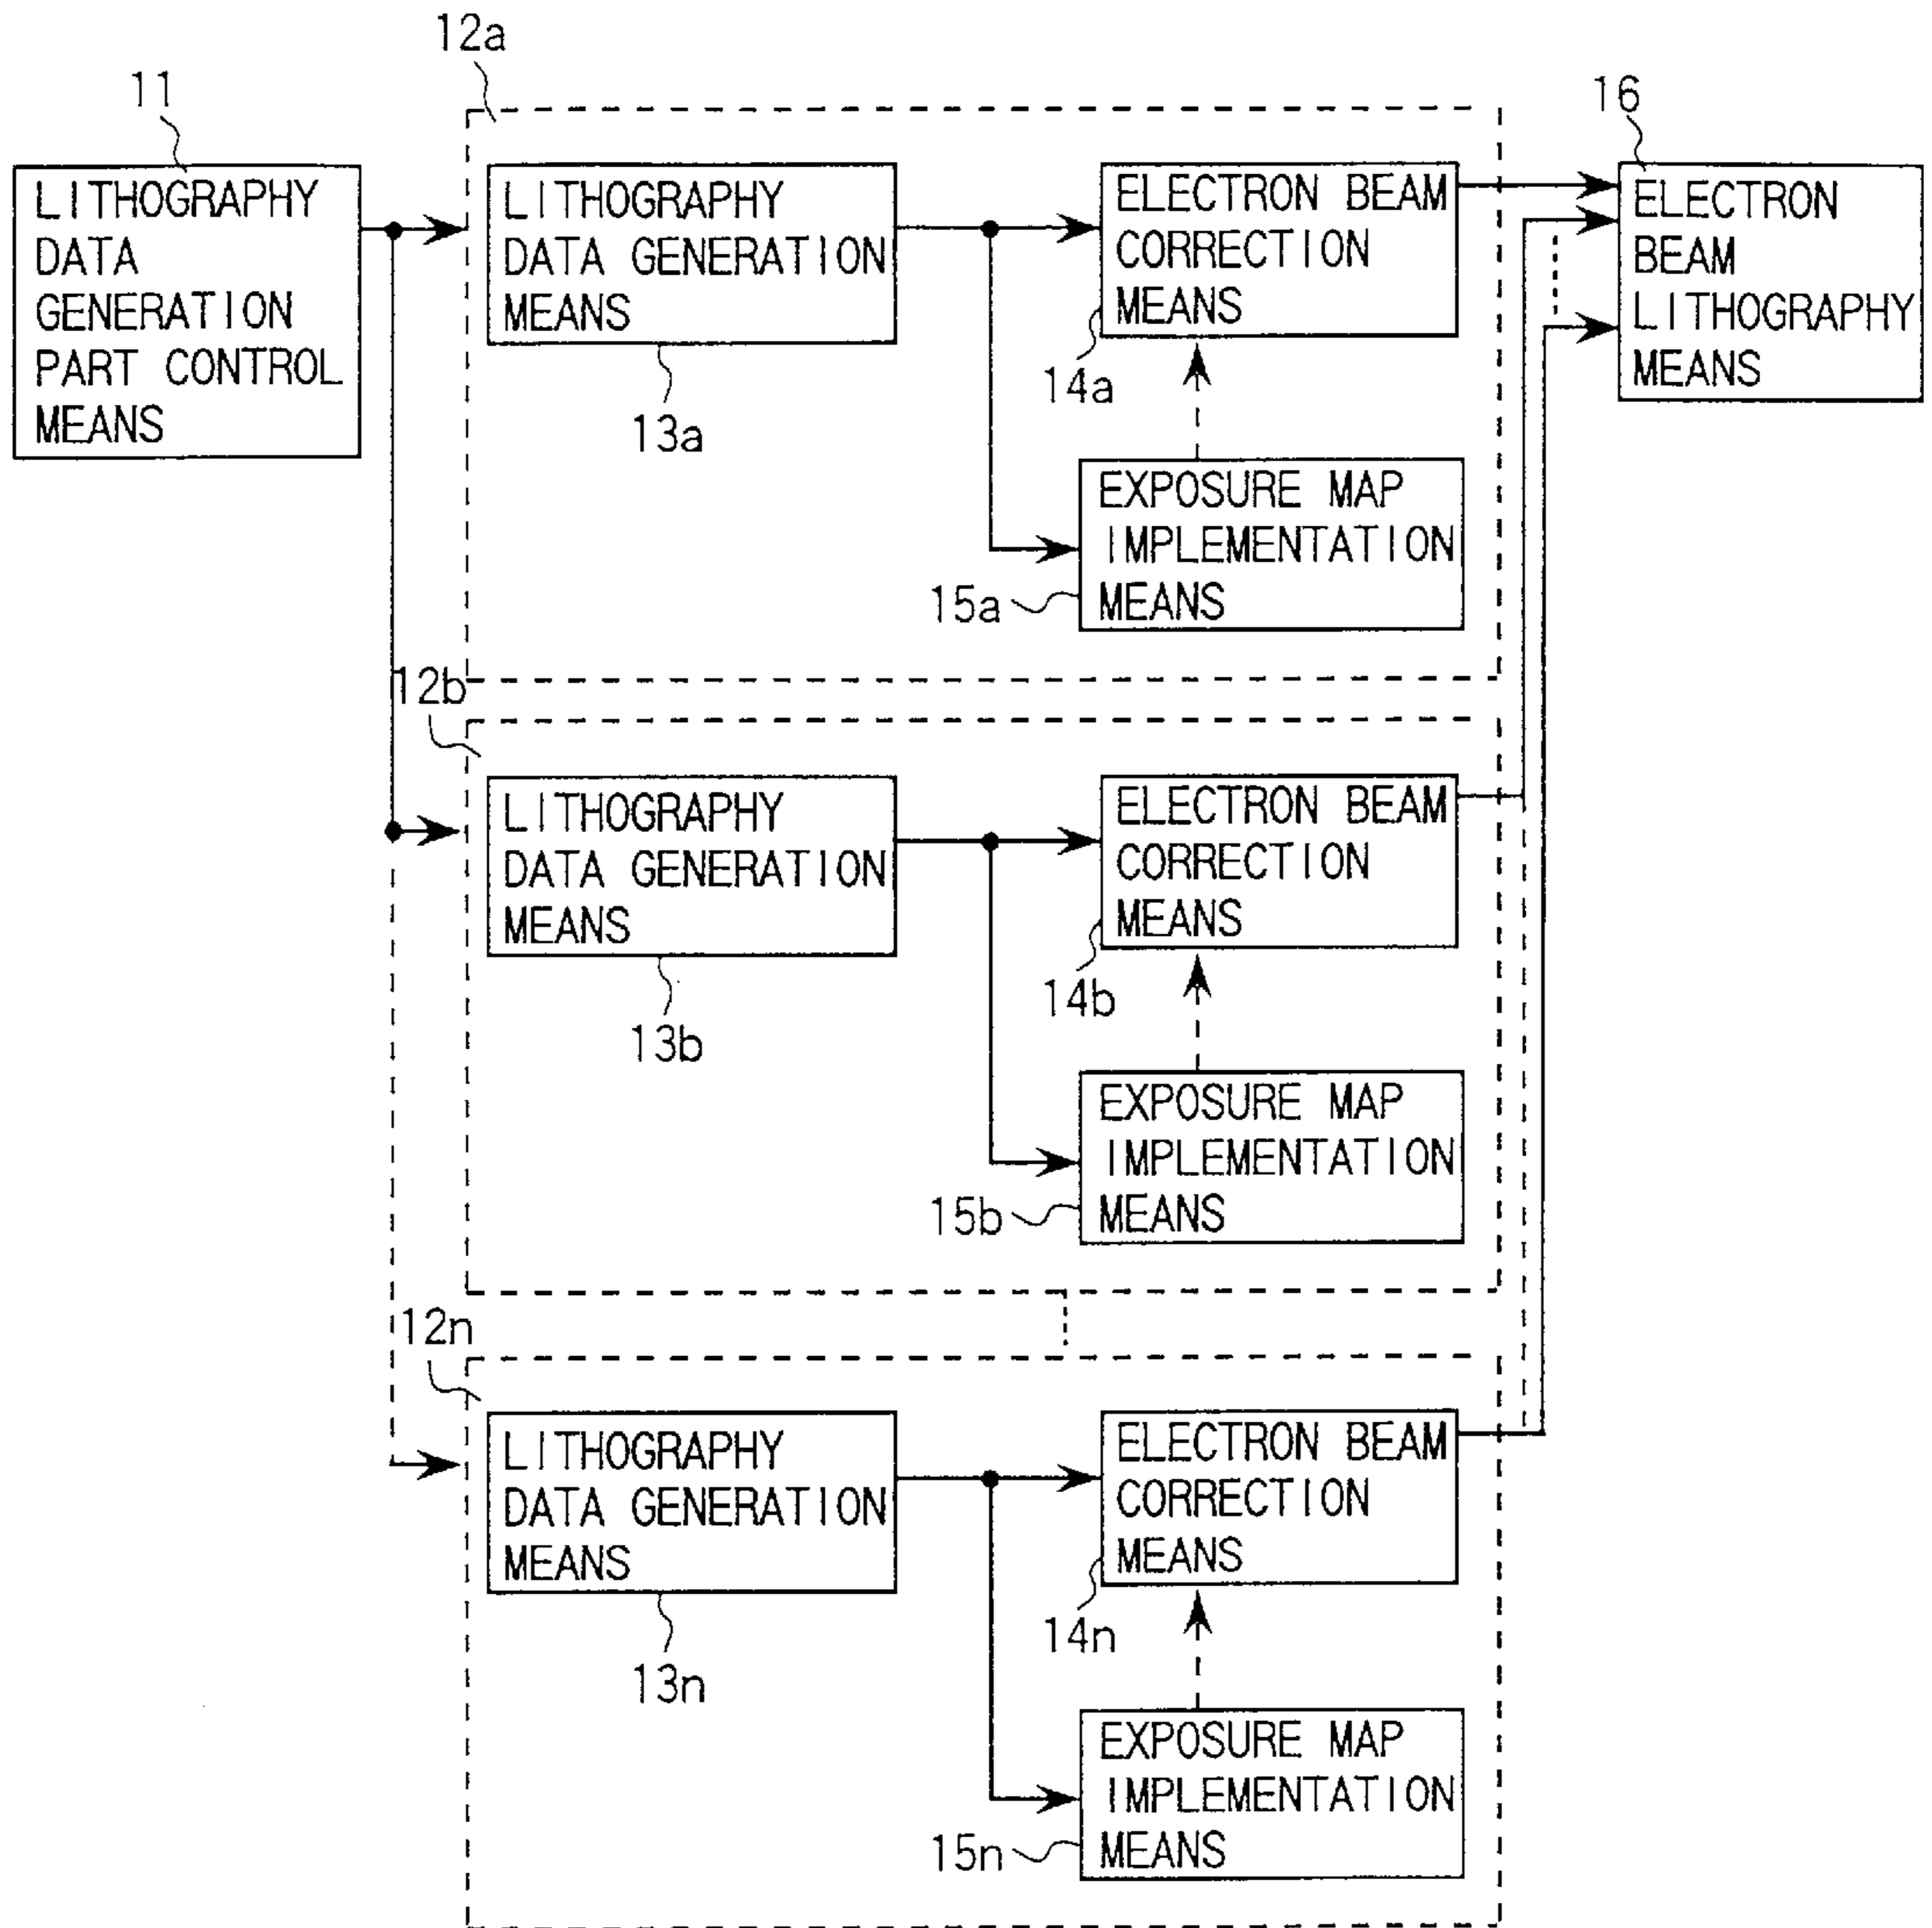 12a
11
16
LITHOGRAPHY
DATA
GENERATION
PART CONTROL
MEANS
LITHOGRAPHY
DATA GENERATION
MEANS
13a
ELECTRON BEAM
CORRECTION
MEANS
14a
EXPOSURE MAP
IMPLEMENTATION
MEANS
15a
ELECTRON
BEAM
LITHOGRAPHY
MEANS
12b
LITHOGRAPHY
DATA GENERATION
MEANS
13b
ELECTRON BEAM
CORRECTION
MEANS
14b
EXPOSURE MAP
IMPLEMENTATION
MEANS
15b
12n
LITHOGRAPHY
DATA GENERATION
MEANS
13n
ELECTRON BEAM
CORRECTION
MEANS
14n
EXPOSURE MAP
IMPLEMENTATION
MEANS
15n